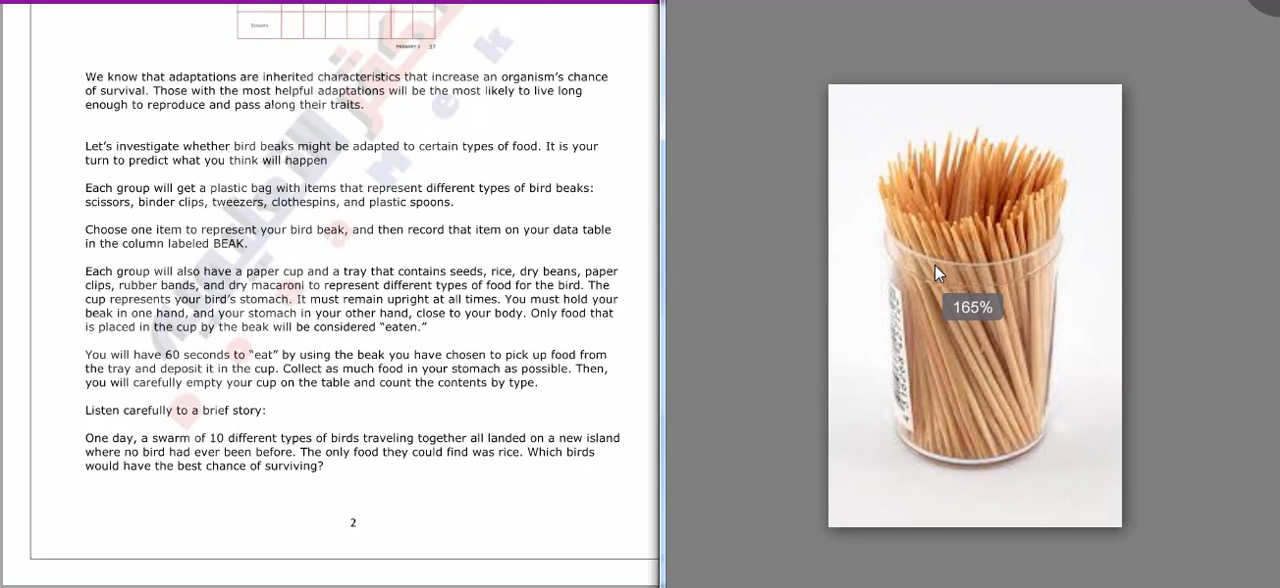 Scissors
PRIMARY 5 37
We know that adaptations are inherited characteristics that increase an organism’s chance
of survival. Those with the most helpful adaptations will be the most likely to live long
enough to reproduce and pass along their traits.
Let’s investigate whether bird beaks might be adapted to certain types of food. It is your
turn to predict what you think will happen
Each group will get a plastic bag with items that represent different types of bird beaks:
scissors, binder clips, tweezers, clothespins, and plastic spoons.
Choose one item to represent your bird beak, and then record that item on your data table
in the column labeled BEAK.
Each group will also have a paper cup and a tray that contains seeds, rice, dry beans, paper
clips, rubber bands, and dry macaroni to represent different types of food for the bird. The
cup represents your bird’s stomach. It must remain upright at all times. You must hold your
beak in one hand, and your stomach in your other hand, close to your body. Only food that
is placed in the cup by the beak will be considered “eaten.”
You will have 60 seconds to “eat” by using the beak you have chosen to pick up food from
the tray and deposit it in the cup. Collect as much food in your stomach as possible. Then,
you will carefully empty your cup on the table and count the contents by type.
Listen carefully to a brief story:
One day, a swarm of 10 different types of birds traveling together all landed on a new island
where no bird had ever been before. The only food they could find was rice. Which birds
would have the best chance of surviving?
2
165%